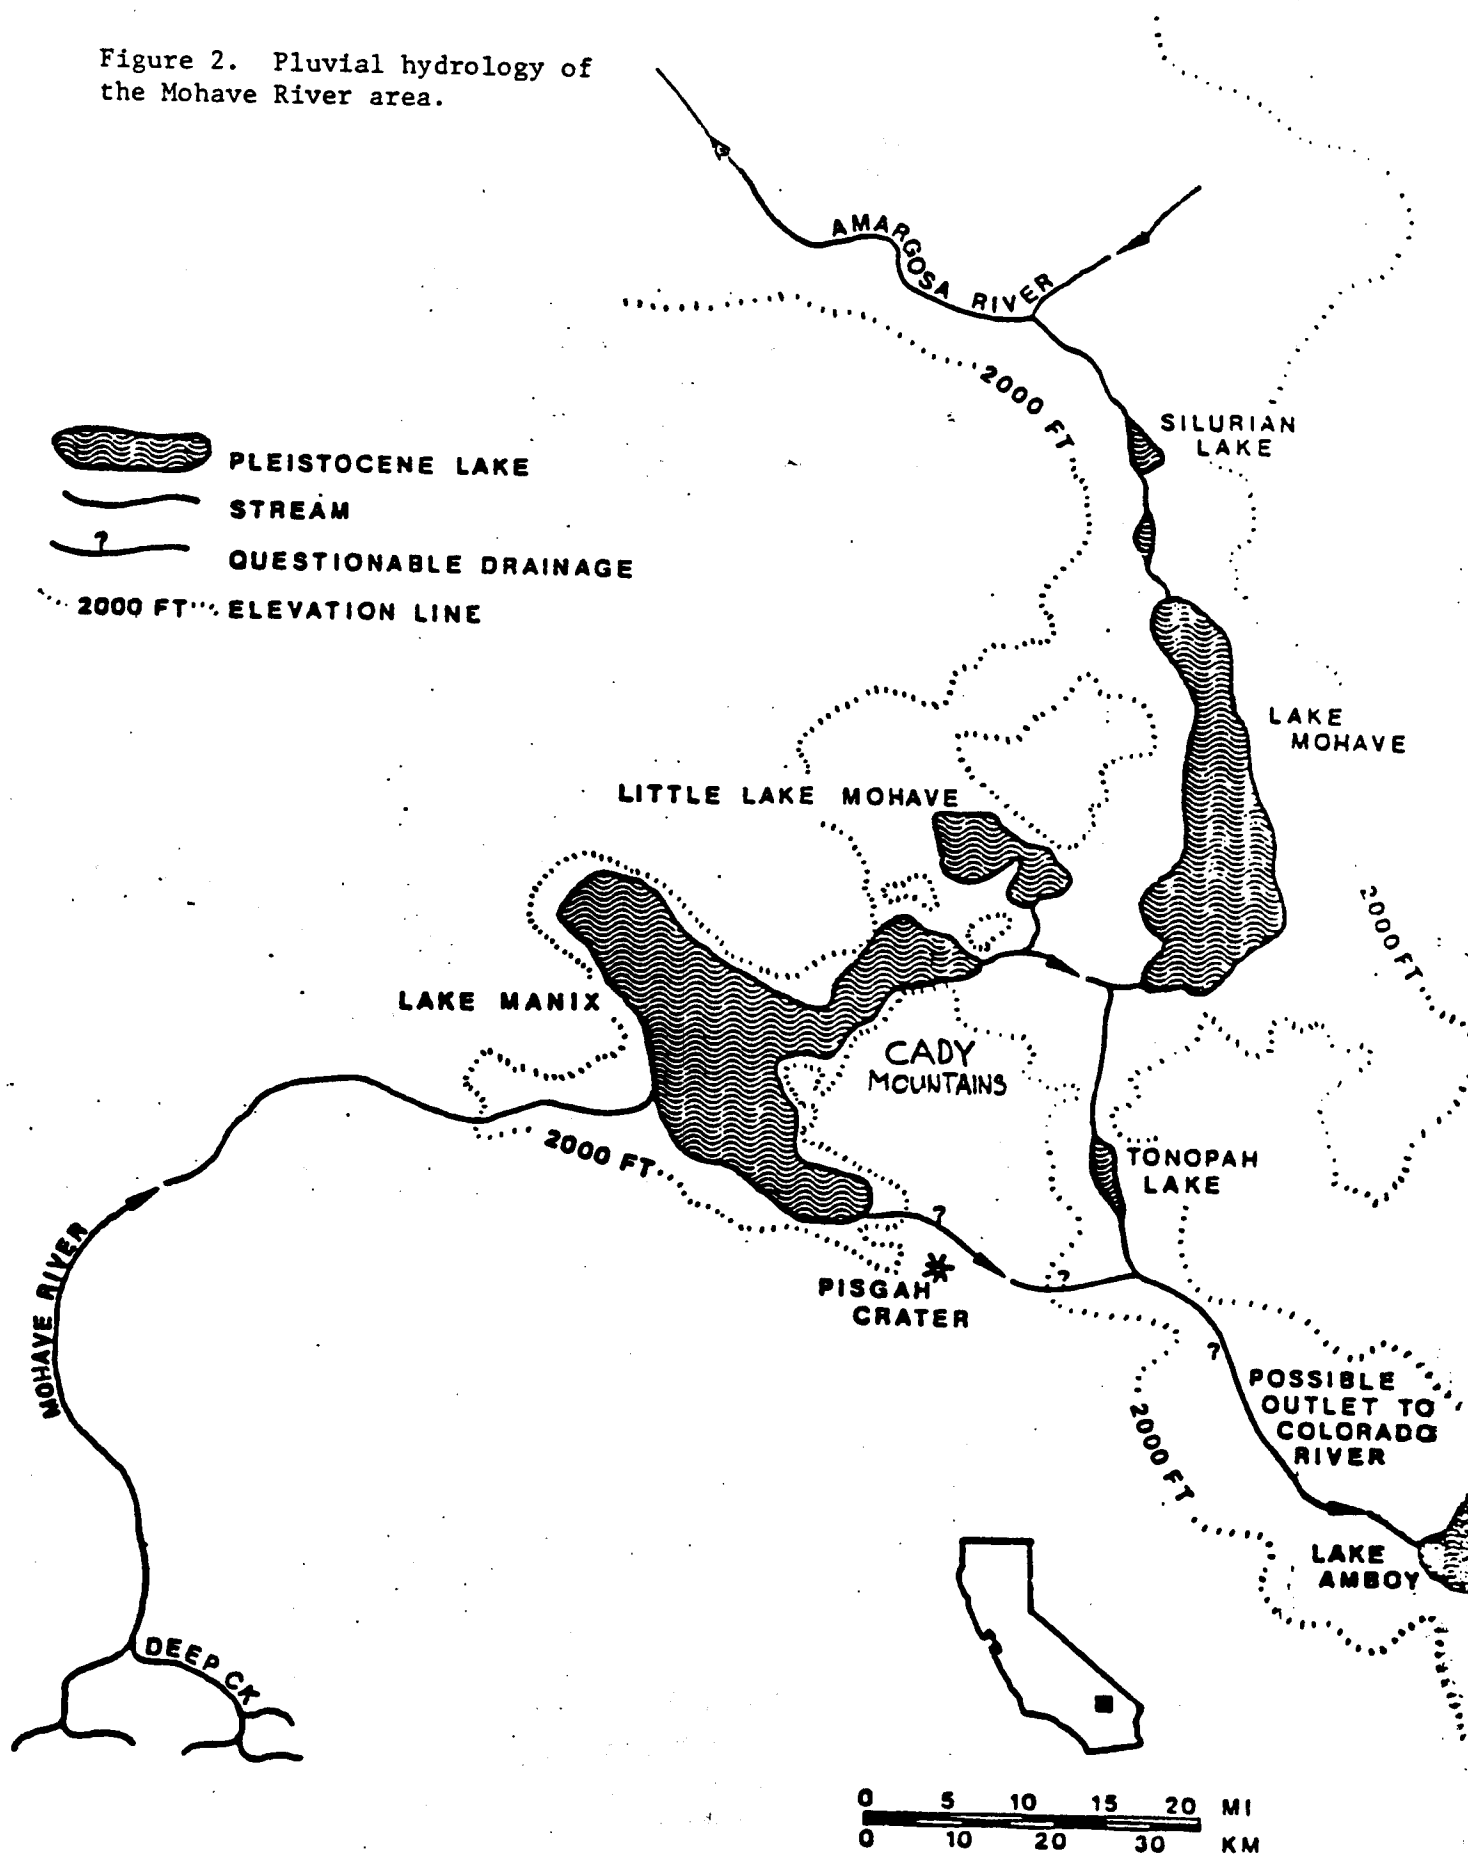 Figure 2. Pluvial hydrology of
the Mohave River area.
AMARGOSA RIVER
2000 FT
SILURIAN
LAKE
PLEISTOCENE LAKE
STREAM
?
QUESTIONABLE DRAINAGE
2000 FT ELEVATION LINE
LAKE
MOHAVE
LITTLE LAKE MOHAVE
2000 FT
LAKE MANIX
CADY
MOUNTAINS
2000 FT
TONOPAH
LAKE
?
MOHAVE RIVER
PISGAH
CRATER
?
?
POSSIBLE
OUTLET TO
COLORADO
RIVER
2000 FT
LAKE
AMBOY
DEEP CK
0 5 10 15 20 MI
0 10 20 30 KM